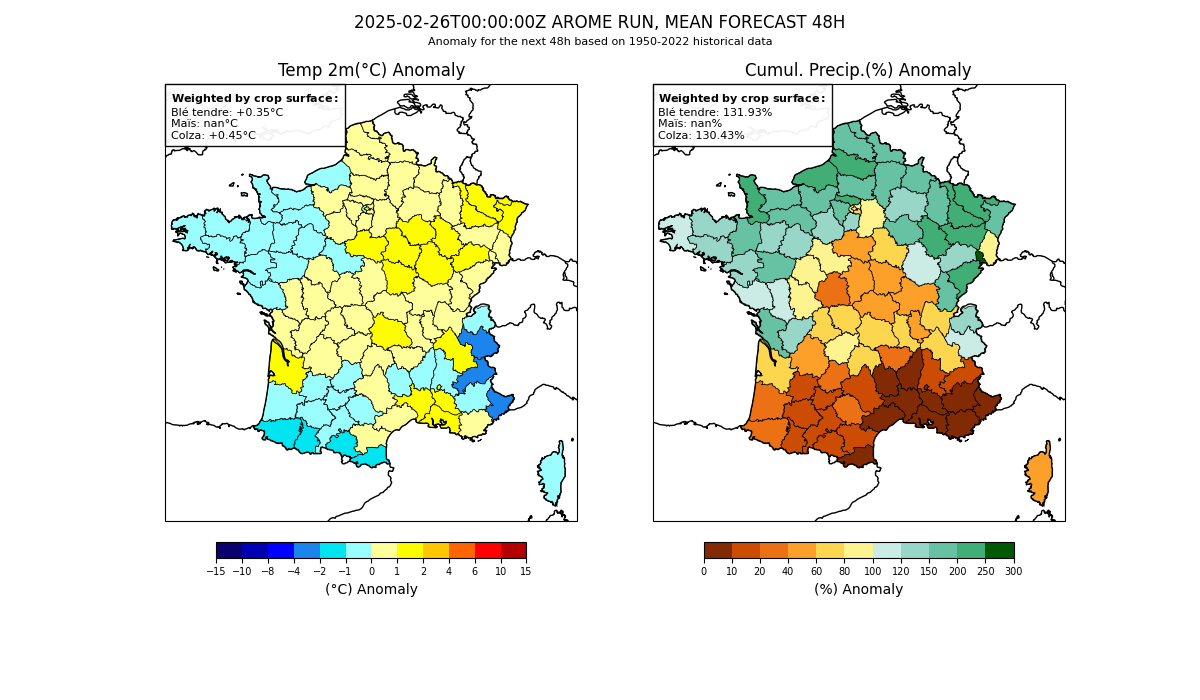 2025-02-26T00:00:00Z AROME RUN, MEAN FORECAST 48H
Anomaly for the next 48h based on 1950-2022 historical data
Temp 2m(°C) Anomaly
Weighted by crop surface:
Blé tendre: +0.35°C
Maïs: nan°C
Colza: +0.45°C
−15 −10 −8 −4 −2 −1 0 1 2 4 6 10 15
(°C) Anomaly
Cumul. Precip.(%) Anomaly
Weighted by crop surface:
Blé tendre: 131.93%
Maïs: nan%
Colza: 130.43%
0 10 20 40 60 80 100 120 150 200 250 300
(%) Anomaly